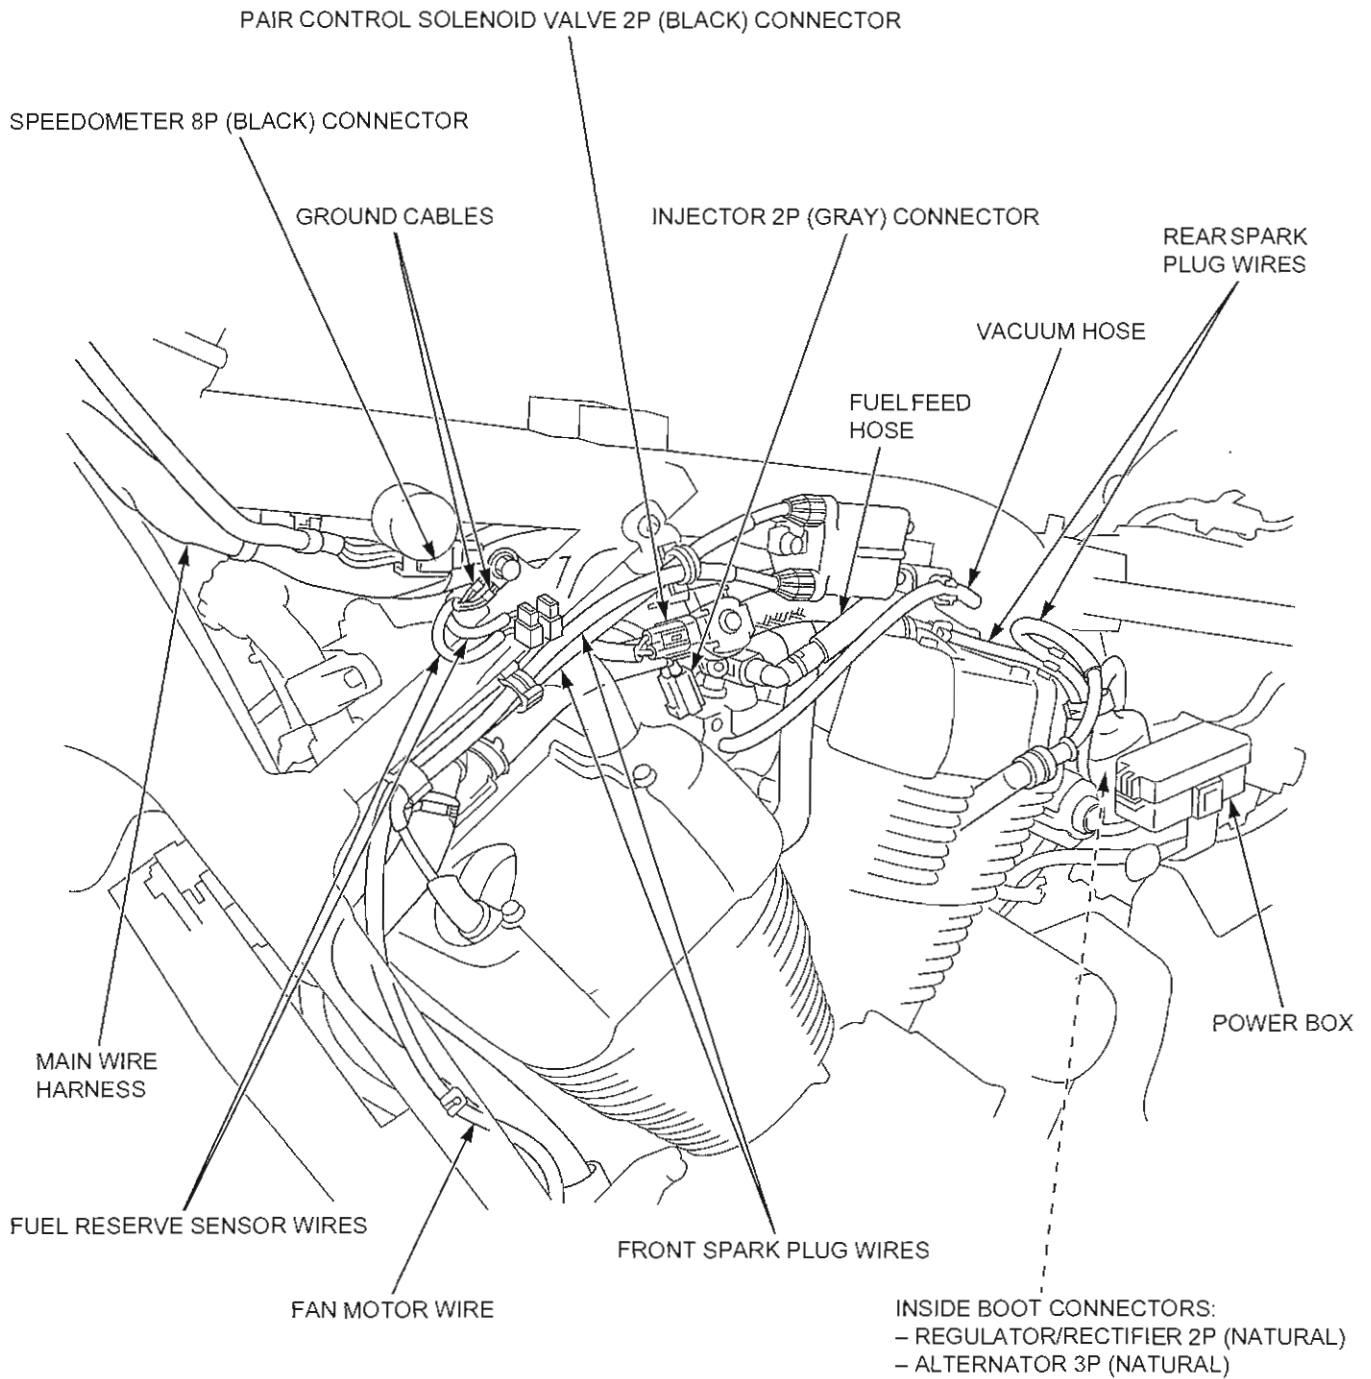 PAIR CONTROL SOLENOID VALVE 2P (BLACK) CONNECTOR
SPEEDOMETER 8P (BLACK) CONNECTOR
GROUND CABLES
INJECTOR 2P (GRAY) CONNECTOR
REAR SPARK
PLUG WIRES
VACUUM HOSE
FUEL FEED
HOSE
POWER BOX
MAIN WIRE
HARNESS
FUEL RESERVE SENSOR WIRES
FRONT SPARK PLUG WIRES
FAN MOTOR WIRE
INSIDE BOOT CONNECTORS:
– REGULATOR/RECTIFIER 2P (NATURAL)
– ALTERNATOR 3P (NATURAL)